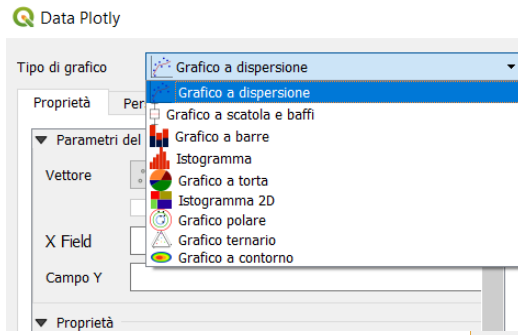 Data Plotly
Tipo di grafico
Grafico a dispersione
Grafico a dispersione
Proprietà
Per
Grafico a scatola e baffi
Parametri del
Grafico a barre
Istogramma
Vettore
Grafico a torta
Istogramma 2D
Grafico polare
X Field
Grafico ternario
Grafico a contorno
Campo Y
Proprietà